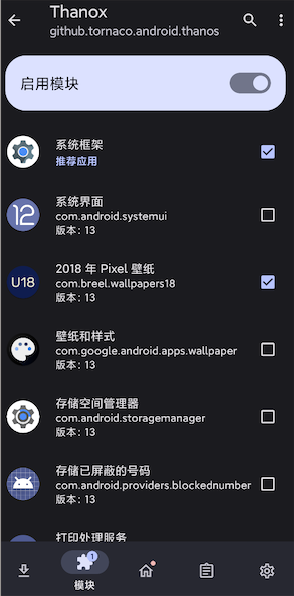 Thanox
github.tornaco.android.thanos
启用模块
系统框架
推荐应用
系统界面
com.android.systemui
版本：13
2018 年 Pixel 壁纸
com.breel.wallpapers18
版本：13
U18
壁纸和样式
com.google.android.apps.wallpaper
版本：13
存储空间管理器
com.android.storagemanager
版本：13
存储已屏蔽的号码
com.android.providers.blockednumber
版本：13
打印处理服务
1
模块